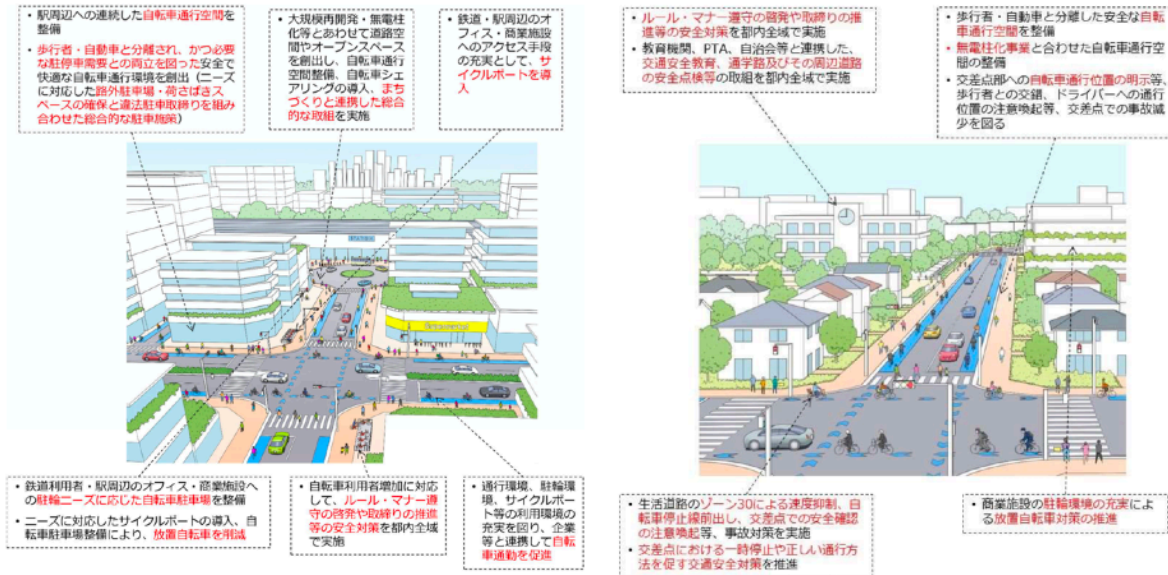 ・ 駅周辺への連続した自転車通行空間を
整備
・ 歩行者・自動車と分離され、かつ必要
な駐停車需要との両立を図った安全で
快適な自転車通行環境を創出（ニーズ
に対応した路外駐車場・荷さばきス
ペースの確保と違法駐車取締りを組み
合わせた総合的な駐車施策）
・ 大規模再開発・無電柱
化等とあわせて道路空
間やオープンスペース
を創出し、自転車通行
空間整備、自転車シェ
アリングの導入、まち
づくりと連携した総合
的な取組を実施
・ 鉄道・駅周辺のオ
フィス・商業施設
へのアクセス手段
の充実として、サ
イクルポートを導
入
・ 鉄道利用者・駅周辺のオフィス・商業施設へ
の駐輪ニーズに応じた自転車駐車場を整備
・ ニーズに対応したサイクルポートの導入、自
転車駐車場整備により、放置自転車を削減
・ 自転車利用者増加に対応
して、ルール・マナー遵
守の啓発や取締りの推進
等の安全対策を都内全域
で実施
・ 通行環境、駐輪環
境、サイクルポー
ト等の利用環境の
充実を図り、企業
等と連携して自転
車通勤を促進
・ ルール・マナー遵守の啓発や取締りの推
進等の安全対策を都内全域で実施
・ 教育機関、PTA、自治会等と連携した、
交通安全教育、通学路及びその周辺道路
の安全点検等の取組を都内全域で実施
・ 歩行者・自動車と分離した安全な自転
車通行空間を整備
・ 無電柱化事業と合わせた自転車通行空
間の整備
・ 交差点部への自転車通行位置の明示等、
歩行者との交錯、ドライバーへの通行
位置の注意喚起等、交差点での事故減
少を図る
・ 生活道路のゾーン30による速度抑制、自
転車停止線前出し、交差点での安全確認
の注意喚起等、事故対策を実施
・ 交差点における一時停止や正しい通行方
法を促す交通安全対策を推進
・ 商業施設の駐輪環境の充実によ
る放置自転車対策の推進